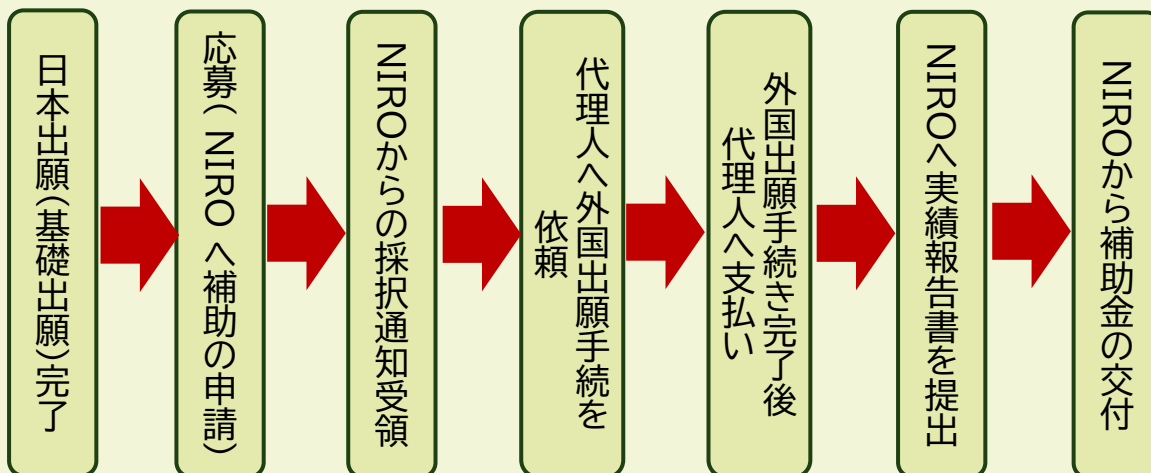 日本出願(基礎出願)完了
応募( NIRO へ補助の申請)
NIROからの採択通知受領
代理人へ外国出願手続を
依頼
外国出願手続き完了後
代理人へ支払い
NIROへ実績報告書を提出
NIROから補助金の交付